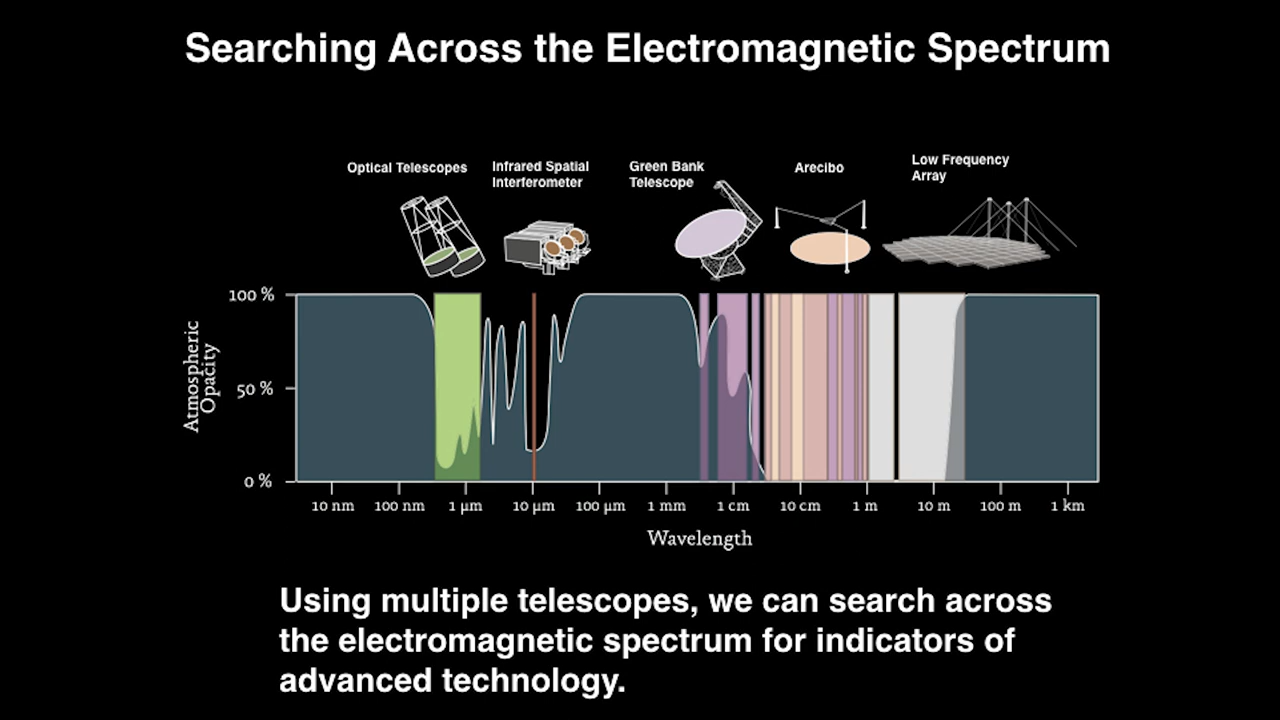 Searching Across the Electromagnetic Spectrum
Optical Telescopes
Infrared Spatial
Interferometer
Green Bank
Telescope
Arecibo
Low Frequency
Array
Atmospheric
Opacity
100 %
50 %
0 %
10 nm
100 nm
1 µm
10 µm
100 µm
1 mm
1 cm
10 cm
1 m
10 m
100 m
1 km
Wavelength
Using multiple telescopes, we can search across
the electromagnetic spectrum for indicators of
advanced technology.